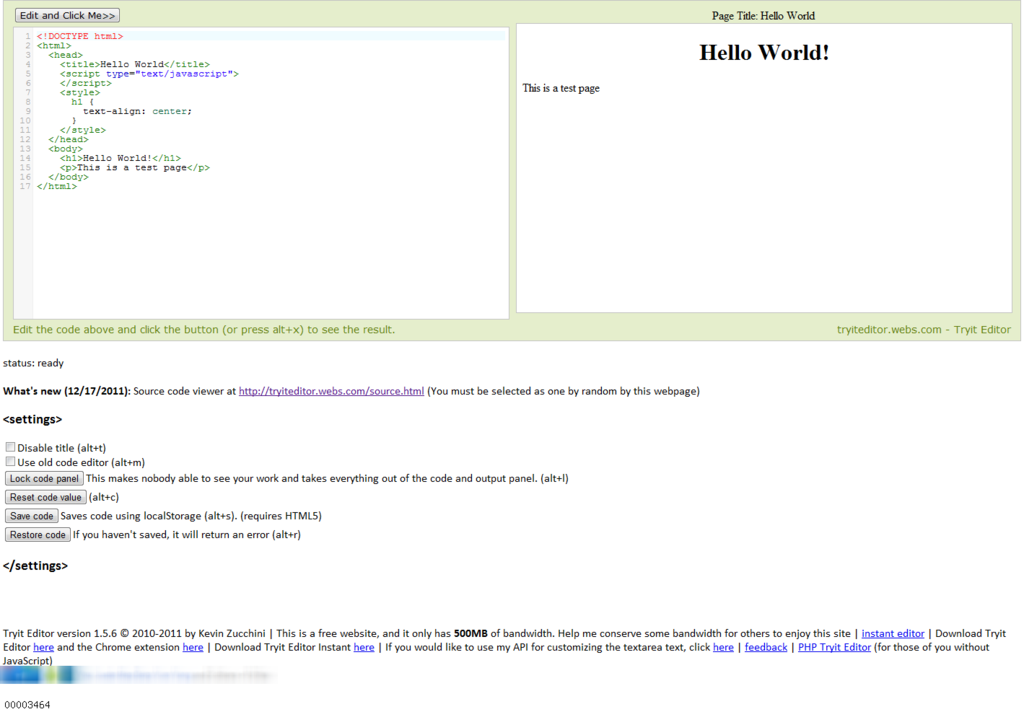 Edit and Click Me>>
Page Title: Hello World
1 <!DOCTYPE html>
2 <html>
3 <head>
4 <title>Hello World</title>
5 <script type="text/javascript">
6 </script>
7 <style>
8 h1 {
9 text-align: center;
10 }
11 </style>
12 </head>
13 <body>
14 <h1>Hello World!</h1>
15 <p>This is a test page</p>
16 </body>
17 </html>
Hello World!
This is a test page
Edit the code above and click the button (or press alt+x) to see the result.
tryiteditor.webs.com - Tryit Editor
status: ready
What's new (12/17/2011): Source code viewer at http://tryiteditor.webs.com/source.html (You must be selected as one by random by this webpage)
<settings>
Disable title (alt+t)
Use old code editor (alt+m)
Lock code panel This makes nobody able to see your work and takes everything out of the code and output panel. (alt+l)
Reset code value (alt+c)
Save code Saves code using localStorage (alt+s). (requires HTML5)
Restore code If you haven't saved, it will return an error (alt+r)
</settings>
Tryit Editor version 1.5.6 © 2010-2011 by Kevin Zucchini | This is a free website, and it only has 500MB of bandwidth. Help me conserve some bandwidth for others to enjoy this site | instant editor | Download Tryit
Editor here and the Chrome extension here | Download Tryit Editor Instant here | If you would like to use my API for customizing the textarea text, click here | feedback | PHP Tryit Editor (for those of you without
JavaScript)
00003464